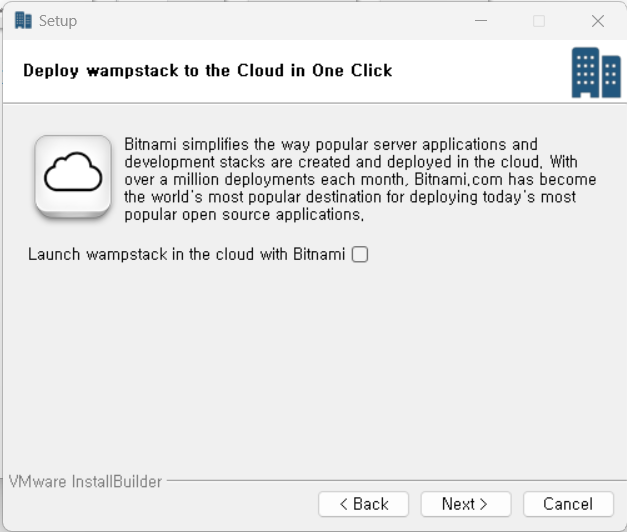 Setup
Deploy wampstack to the Cloud in One Click
Bitnami simplifies the way popular server applications and
development stacks are created and deployed in the cloud. With
over a million deployments each month, Bitnami.com has become
the world's most popular destination for deploying today's most
popular open source applications.
Launch wampstack in the cloud with Bitnami
VMware InstallBuilder
< Back
Next >
Cancel